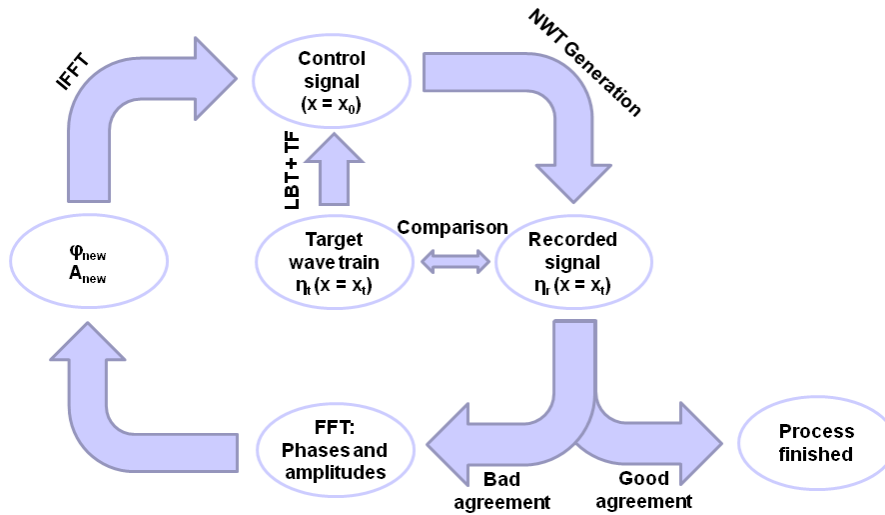 IFFT
Control
signal
(x = x₀)
NWT Generation
LBT + TF
Comparison
Target
wave train
ηₜ (x = xₜ)
Recorded
signal
ηᵣ (x = xₜ)
φnew
Anew
FFT:
Phases and
amplitudes
Bad
agreement
Good
agreement
Process
finished